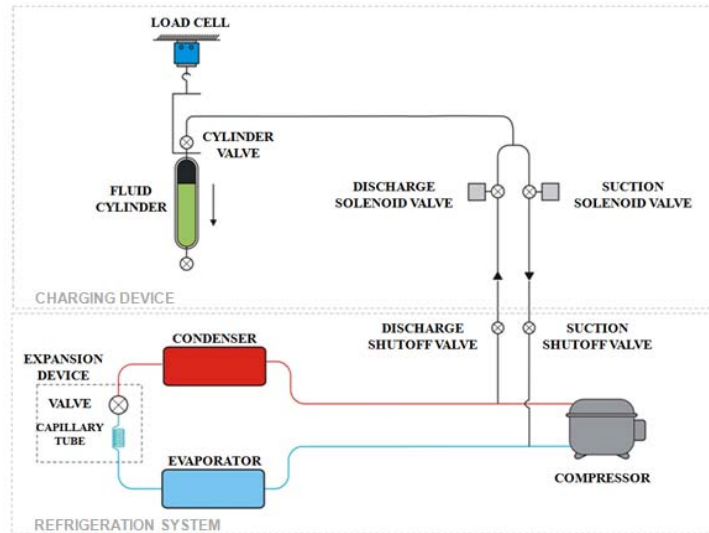 LOAD CELL
CYLINDER
VALVE
FLUID
CYLINDER
DISCHARGE
SOLENOID VALVE
SUCTION
SOLENOID VALVE
CHARGING DEVICE
DISCHARGE
SHUTOFF VALVE
SUCTION
SHUTOFF VALVE
CONDENSER
EXPANSION
DEVICE
VALVE
CAPILLARY
TUBE
EVAPORATOR
COMPRESSOR
REFRIGERATION SYSTEM